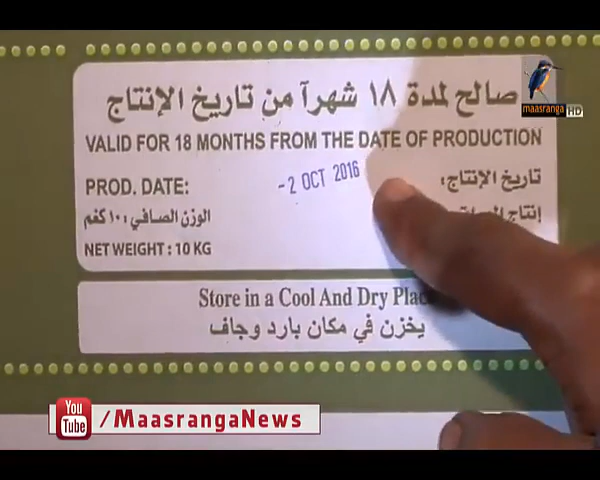 صالح لمدة ١٨ شهرآ من تاريخ الإنتاج
VALID FOR 18 MONTHS FROM THE DATE OF PRODUCTION
PROD. DATE:
-2 OCT 2016
تاريخ الإنتاج:
الوزن الصافي: ١٠ كغم
إنتاج
NET WEIGHT : 10 KG
Store in a Cool And Dry Place
يخزن في مكان بارد وجاف
maasranga HD
You Tube /MaasrangaNews